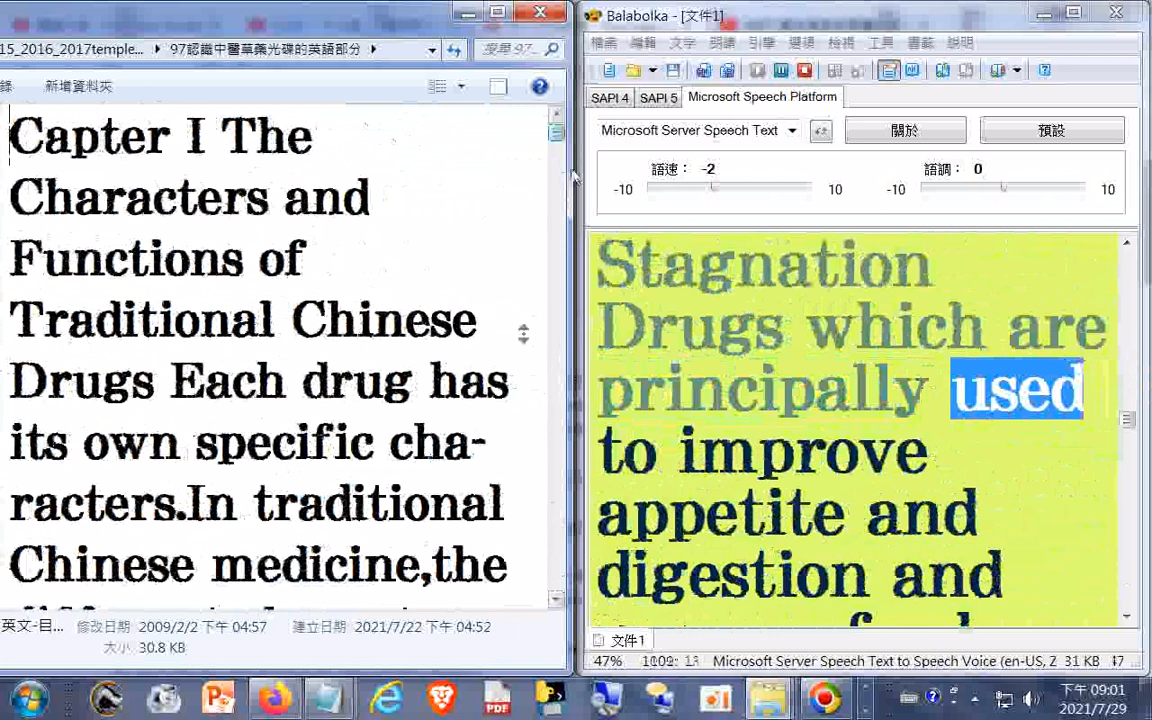 Balabolka - [文件1]
15_2016_2017temple... 97認識中醫草藥光碟的英語部分
搜尋 97...
檔案 編輯 文字 朗讀 引擎 選項 檢視 工具 書籤 說明
錄 新增資料夾
SAPI 4 SAPI 5 Microsoft Speech Platform
Microsoft Server Speech Text 關於 預設
語速： -2 語調： 0
-10 10 -10 10
Capter I The
Characters and
Functions of
Traditional Chinese
Drugs Each drug has
its own specific cha-
racters.In traditional
Chinese medicine,the
Stagnation
Drugs which are
principally used
to improve
appetite and
digestion and
英文-目... 修改日期 2009/2/2 下午 04:57 建立日期 2021/7/22 下午 04:52
大小 30.8 KB
文件1
47% Microsoft Server Speech Text to Speech Voice (en-US, Z 31 KB
PDF
下午 09:01
2021/7/29